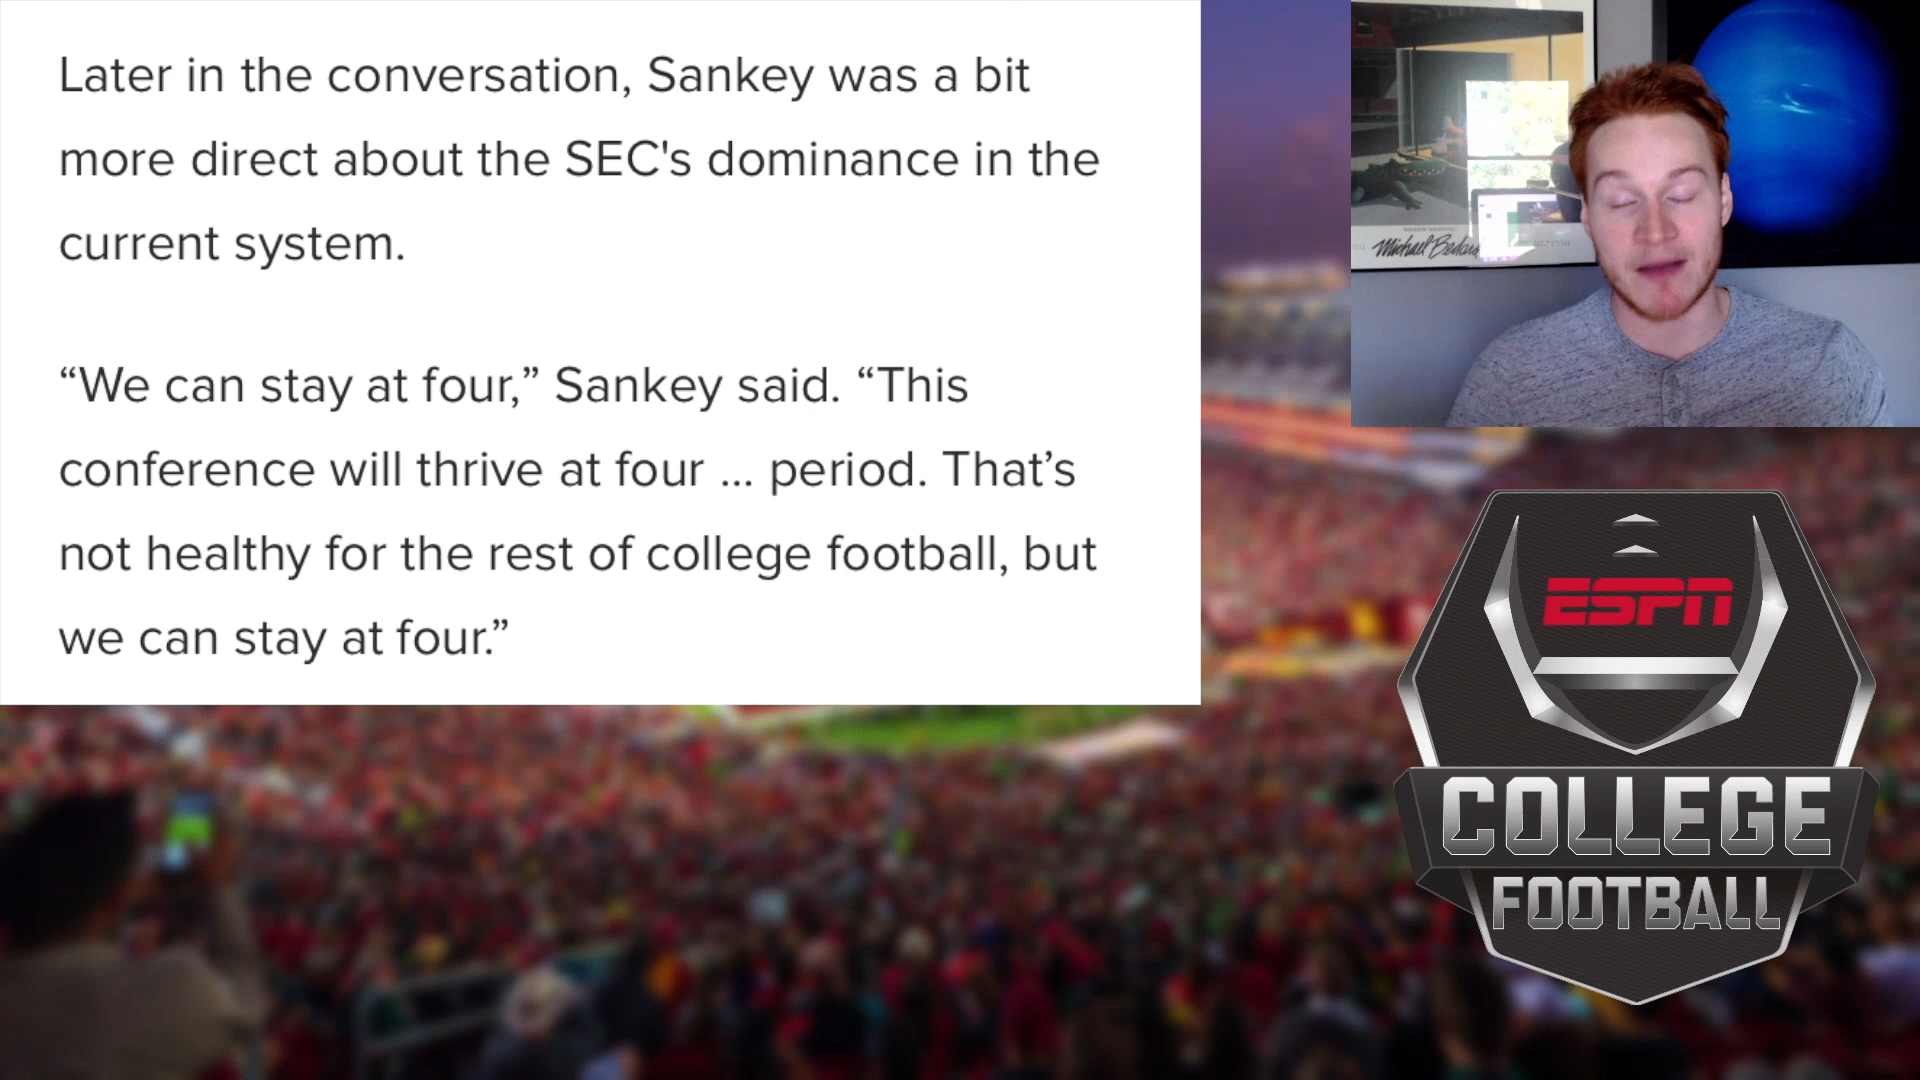 Later in the conversation, Sankey was a bit
more direct about the SEC's dominance in the
current system.
“We can stay at four,” Sankey said. “This
conference will thrive at four ... period. That’s
not healthy for the rest of college football, but
we can stay at four.”
Michael Bedard
ESPN
COLLEGE
FOOTBALL